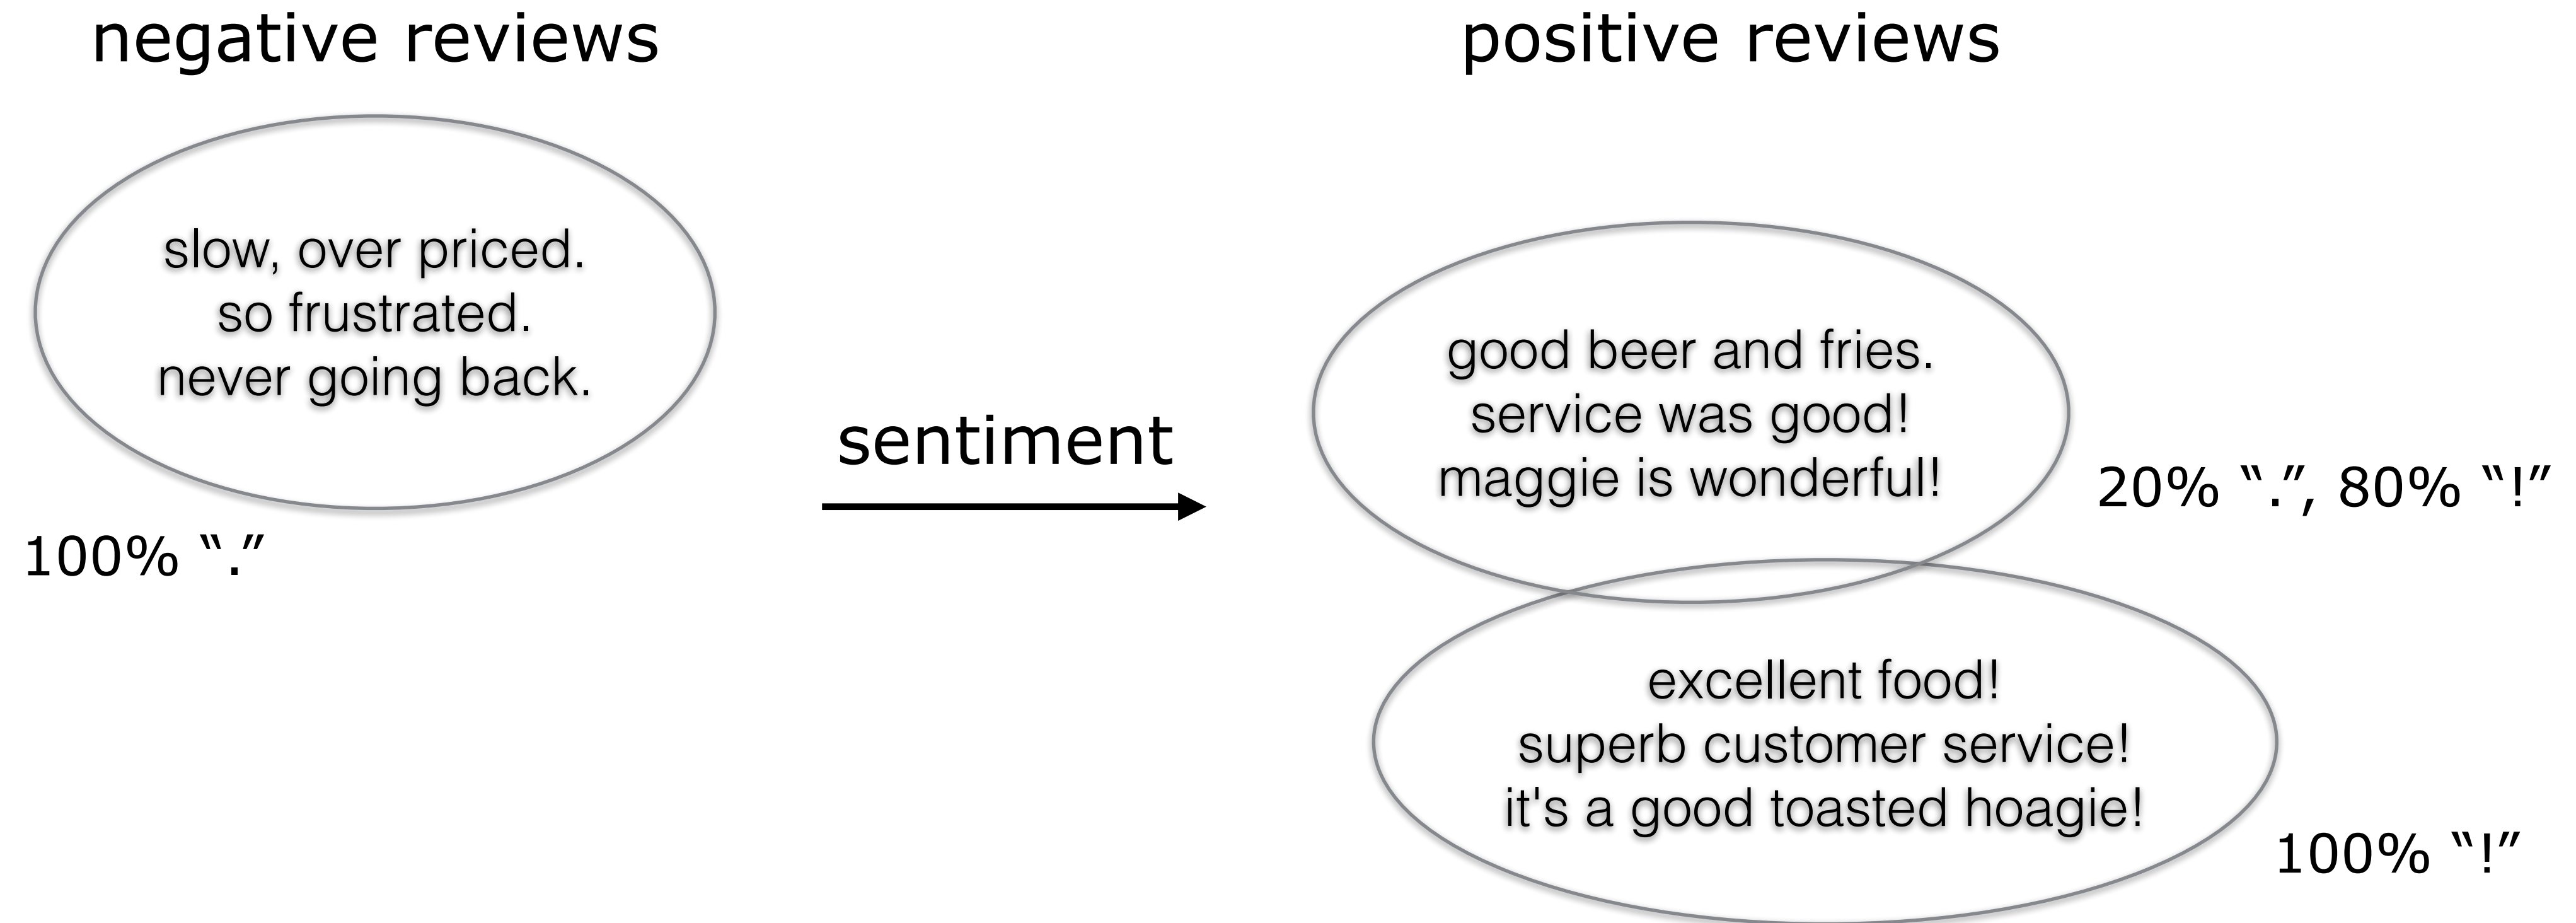 negative reviews
positive reviews
slow, over priced.
so frustrated.
never going back.
100% “.”
sentiment
good beer and fries.
service was good!
maggie is wonderful!
20% “.”, 80% “!”
excellent food!
superb customer service!
it's a good toasted hoagie!
100% “!”